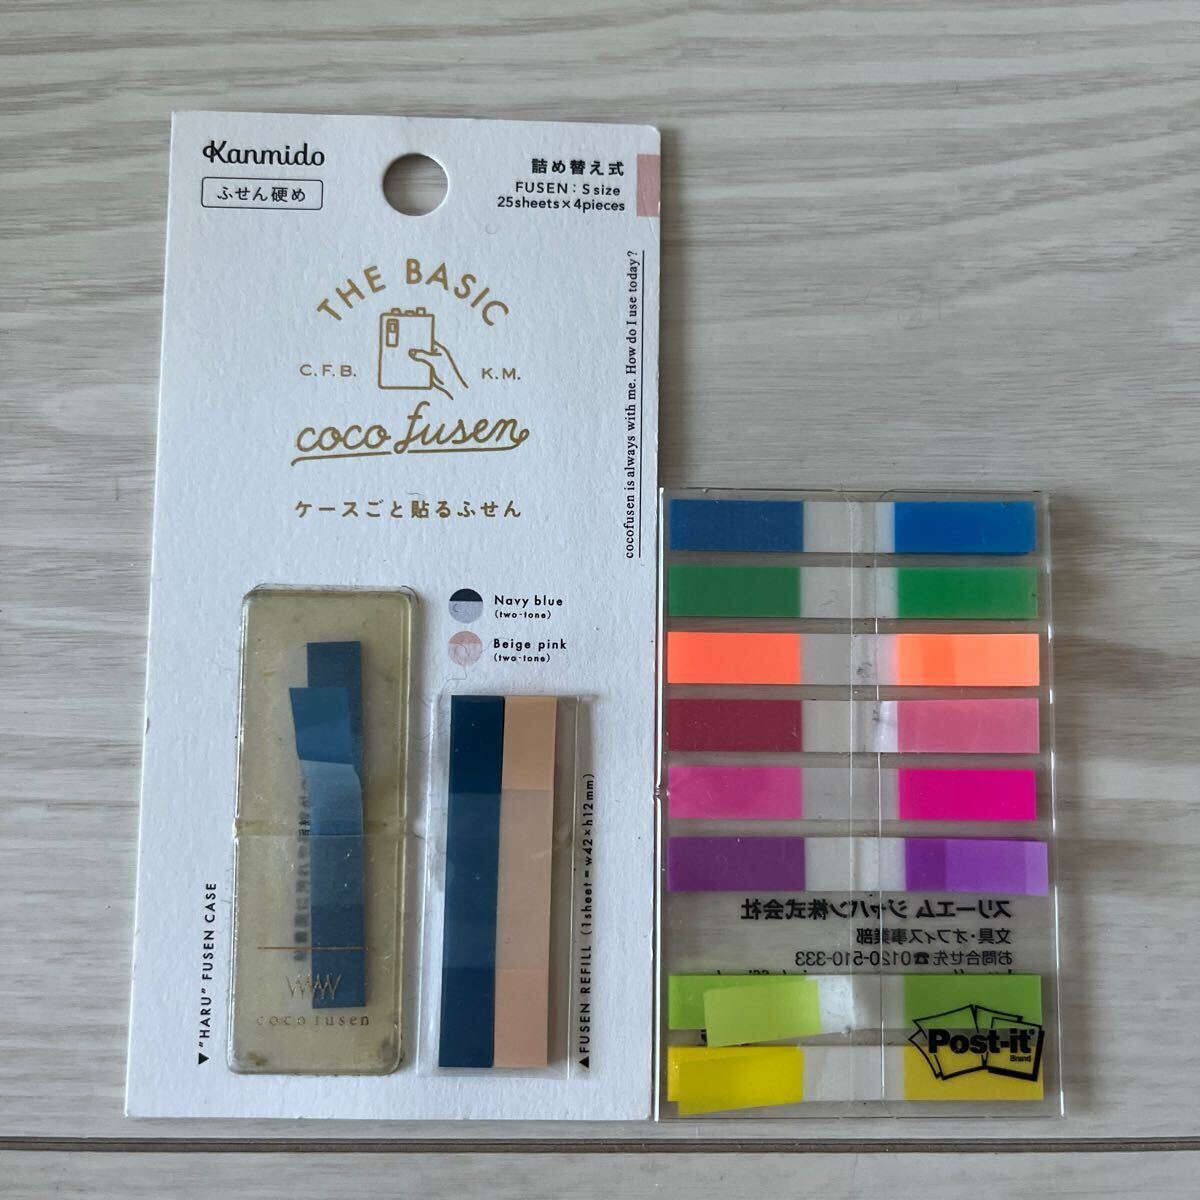 Kanmido
ふせん硬め
詰め替え式
FUSEN : S size
25sheets×4pieces
THE BASIC
C.F.B.
K.M.
coco fusen
ケースごと貼るふせん
cocofusen is always with me. How do I use today?
Navy blue
(two-tone)
Beige pink
(two-tone)
▼"HARU" FUSEN CASE
coco fusen
▲FUSEN REFILL (1sheet = w42×h12mm)
スリーエム ジャパン株式会社
文具・オフィス事業部
お問合せ先☎0120-510-333
Post-it
Brand